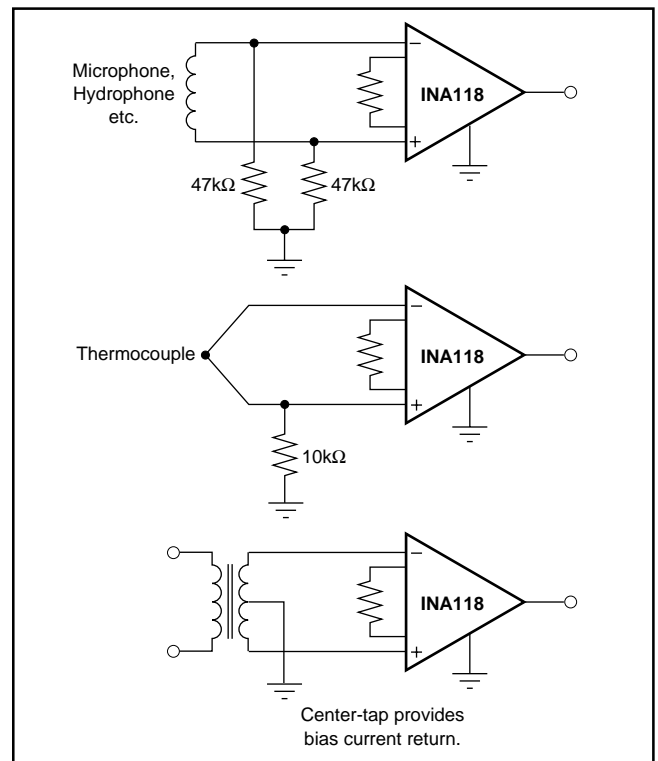 Microphone,
Hydrophone
etc.
−
INA118
+
47kΩ
47kΩ
−
Thermocouple
INA118
+
10kΩ
−
INA118
+
Center-tap provides
bias current return.